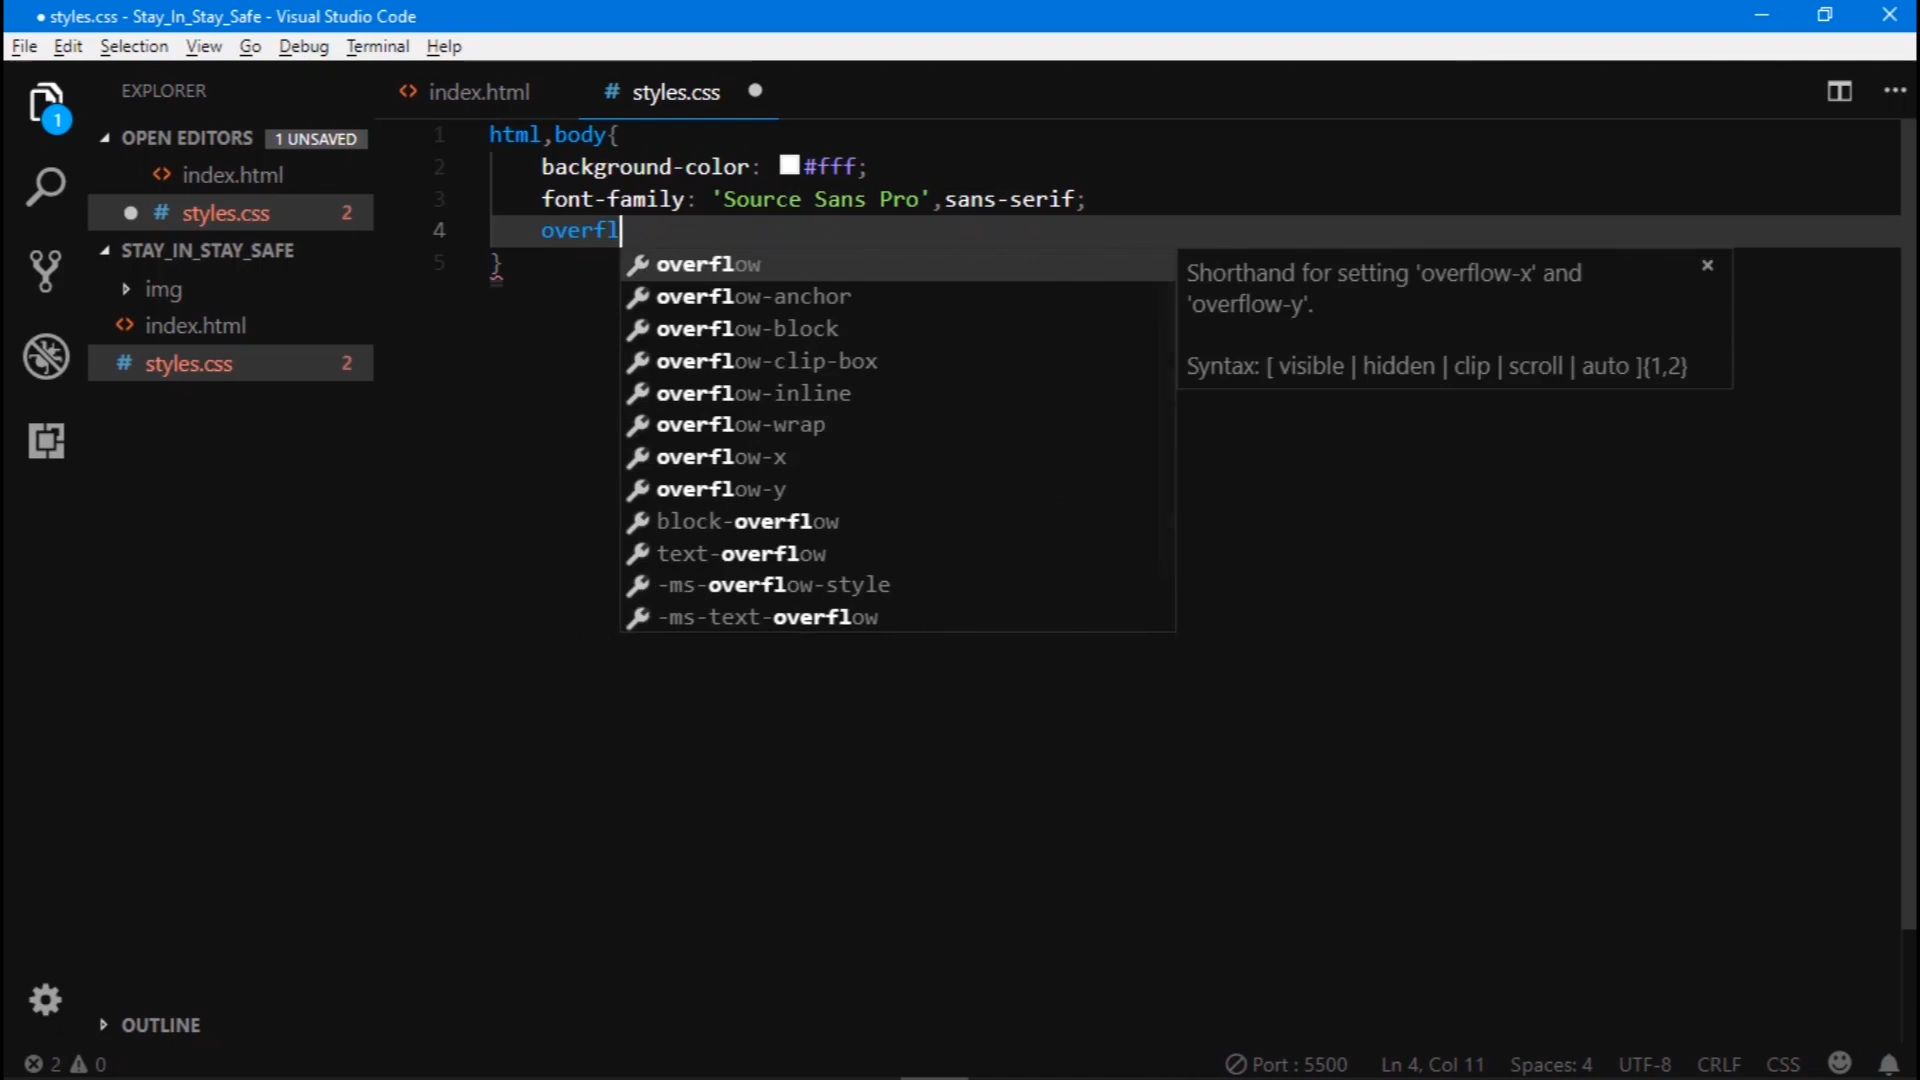 ● styles.css - Stay_In_Stay_Safe - Visual Studio Code
File Edit Selection View Go Debug Terminal Help
EXPLORER
OPEN EDITORS 1 UNSAVED
<> index.html
# styles.css 2
STAY_IN_STAY_SAFE
img
<> index.html
# styles.css 2
OUTLINE
1
<> index.html # styles.css
1 html,body{
2 background-color: #fff;
3 font-family: 'Source Sans Pro',sans-serif;
4 overfl
5 }
overflow
overflow-anchor
overflow-block
overflow-clip-box
overflow-inline
overflow-wrap
overflow-x
overflow-y
block-overflow
text-overflow
-ms-overflow-style
-ms-text-overflow
Shorthand for setting 'overflow-x' and
'overflow-y'.
Syntax: [ visible | hidden | clip | scroll | auto ]{1,2}
2 0 Port : 5500 Ln 4, Col 11 Spaces: 4 UTF-8 CRLF CSS